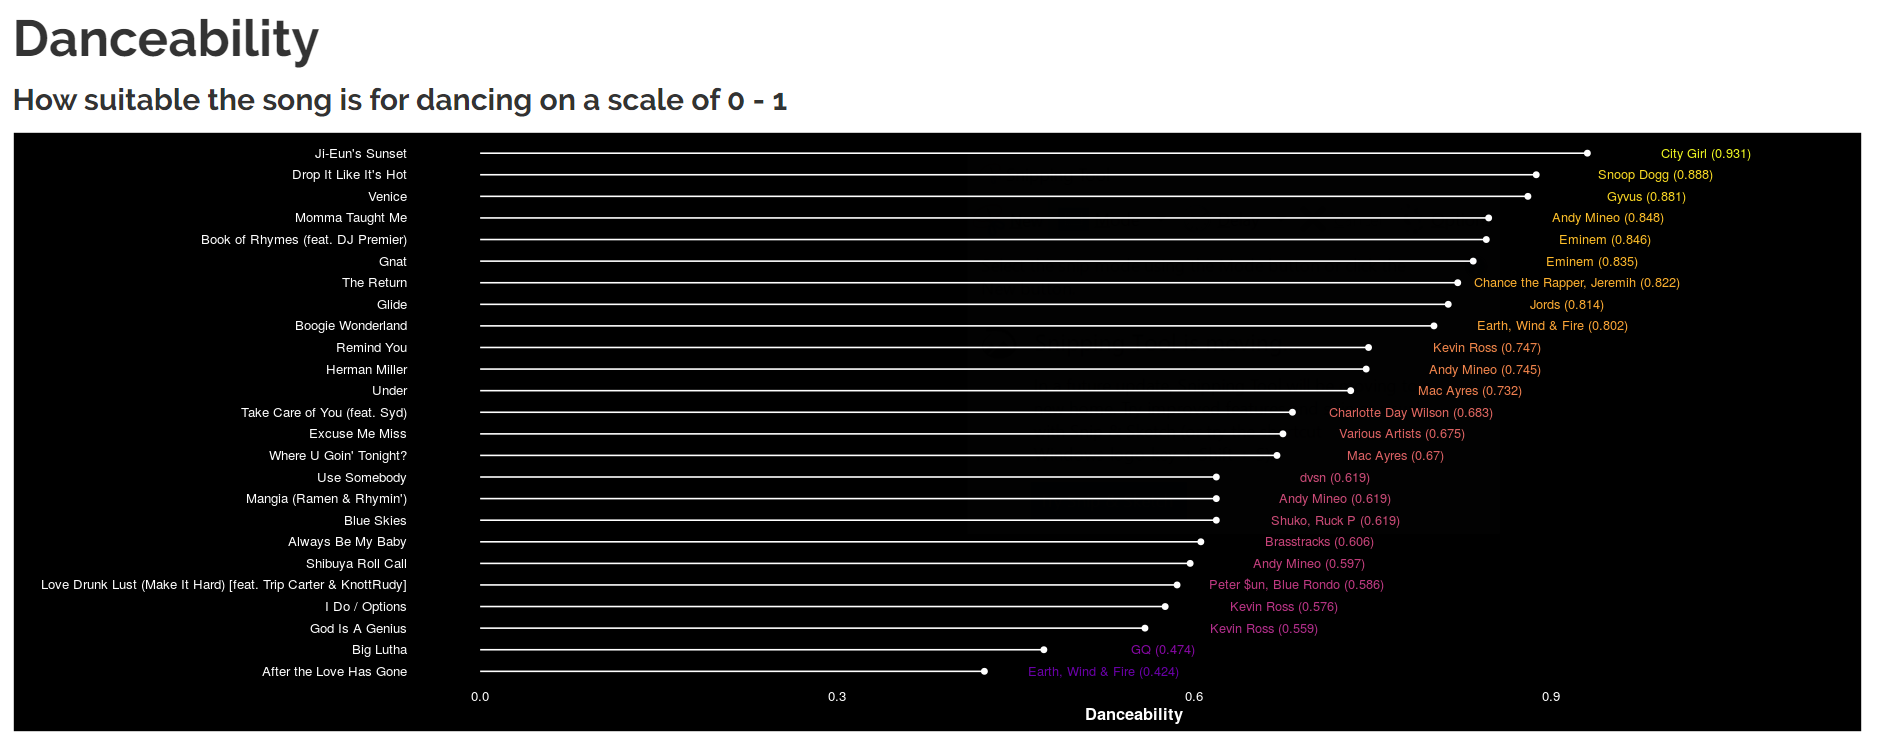 Danceability
How suitable the song is for dancing on a scale of 0 - 1
Ji-Eun's Sunset City Girl (0.931)
Drop It Like It's Hot Snoop Dogg (0.888)
Venice Gyvus (0.881)
Momma Taught Me Andy Mineo (0.848)
Book of Rhymes (feat. DJ Premier) Eminem (0.846)
Gnat Eminem (0.835)
The Return Chance the Rapper, Jeremih (0.822)
Glide Jords (0.814)
Boogie Wonderland Earth, Wind & Fire (0.802)
Remind You Kevin Ross (0.747)
Herman Miller Andy Mineo (0.745)
Under Mac Ayres (0.732)
Take Care of You (feat. Syd) Charlotte Day Wilson (0.683)
Excuse Me Miss Various Artists (0.675)
Where U Goin' Tonight? Mac Ayres (0.67)
Use Somebody dvsn (0.619)
Mangia (Ramen & Rhymin') Andy Mineo (0.619)
Blue Skies Shuko, Ruck P (0.619)
Always Be My Baby Brasstracks (0.606)
Shibuya Roll Call Andy Mineo (0.597)
Love Drunk Lust (Make It Hard) [feat. Trip Carter & KnottRudy] Peter $un, Blue Rondo (0.586)
I Do / Options Kevin Ross (0.576)
God Is A Genius Kevin Ross (0.559)
Big Lutha GQ (0.474)
After the Love Has Gone Earth, Wind & Fire (0.424)
0.0 0.3 0.6 0.9
Danceability